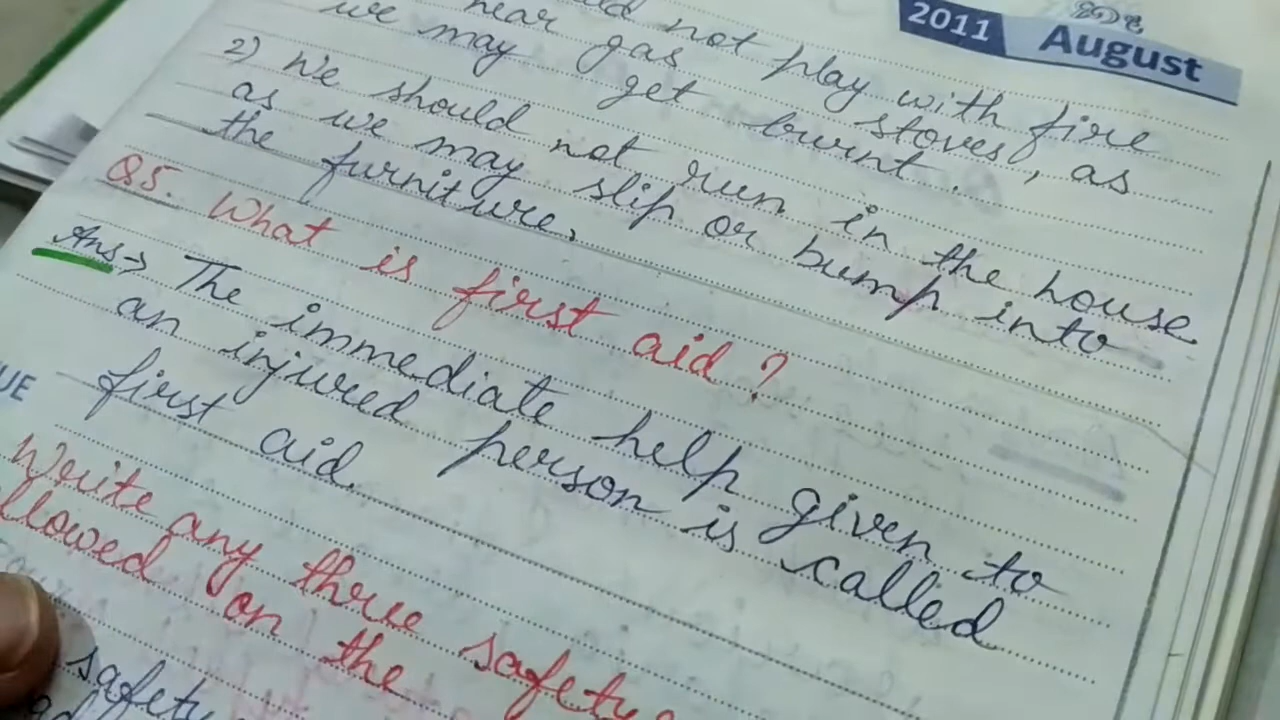 2011 August
not play with fire
near gas stoves, as
we may get burnt.
2) We should not run in the house
as we may slip or bump into
the furniture.
Q5. What is first aid?
Ans→ The immediate help given to
an injured person is called
first aid.
UE
Write any three safety
llowed on the
safety